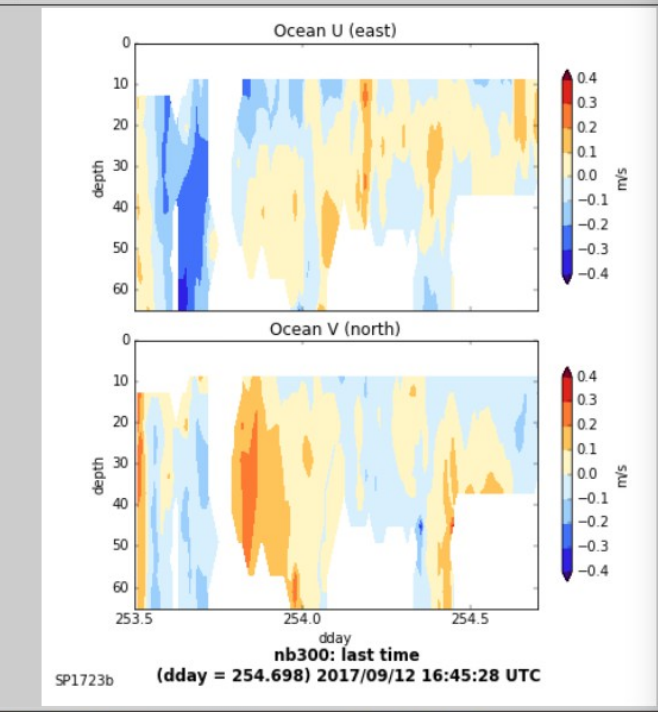 Ocean U (east)
0
10
20
30
40
50
60
depth
0.4
0.3
0.2
0.1
0.0
−0.1
−0.2
−0.3
−0.4
m/s
Ocean V (north)
0
10
20
30
40
50
60
depth
0.4
0.3
0.2
0.1
0.0
−0.1
−0.2
−0.3
−0.4
m/s
253.5 254.0 254.5
dday
nb300: last time
(dday = 254.698) 2017/09/12 16:45:28 UTC
SP1723b